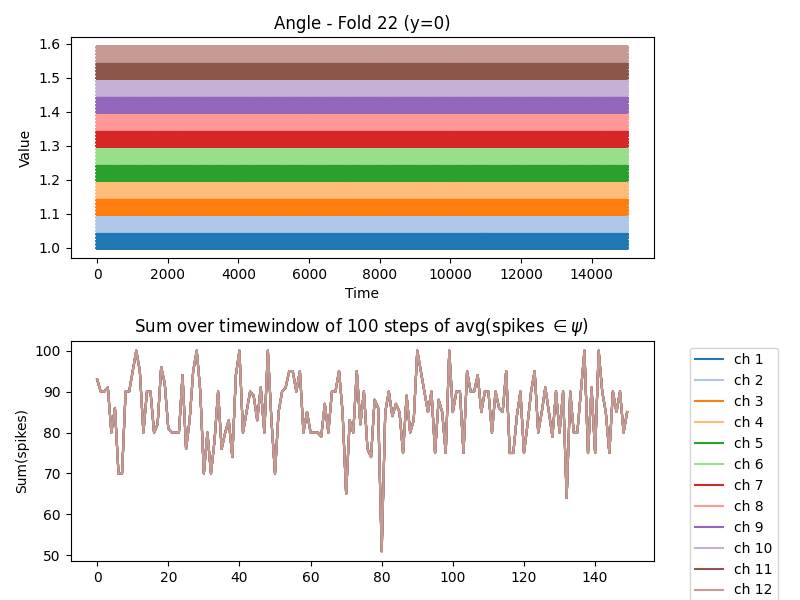 Angle - Fold 22 (y=0)
1.6
1.5
1.4
1.3
1.2
1.1
1.0
Value
0 2000 4000 6000 8000 10000 12000 14000
Time
Sum over timewindow of 100 steps of avg(spikes ∈ ψ)
100
90
80
70
60
50
Sum(spikes)
0 20 40 60 80 100 120 140
ch 1
ch 2
ch 3
ch 4
ch 5
ch 6
ch 7
ch 8
ch 9
ch 10
ch 11
ch 12